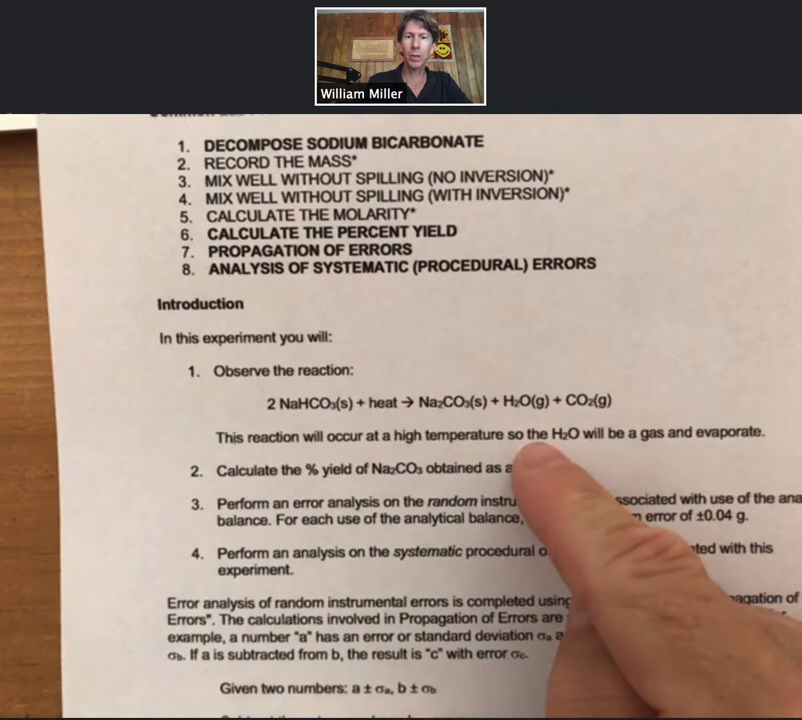 William Miller
1. DECOMPOSE SODIUM BICARBONATE
2. RECORD THE MASS*
3. MIX WELL WITHOUT SPILLING (NO INVERSION)*
4. MIX WELL WITHOUT SPILLING (WITH INVERSION)*
5. CALCULATE THE MOLARITY*
6. CALCULATE THE PERCENT YIELD
7. PROPAGATION OF ERRORS
8. ANALYSIS OF SYSTEMATIC (PROCEDURAL) ERRORS
Introduction
In this experiment you will:
1. Observe the reaction:
2 NaHCO₃(s) + heat → Na₂CO₃(s) + H₂O(g) + CO₂(g)
This reaction will occur at a high temperature so the H₂O will be a gas and evaporate.
2. Calculate the % yield of Na₂CO₃ obtained as
3. Perform an error analysis on the random associated with use of the
balance. For each use of the analytical balance, error of ±0.04 g.
4. Perform an analysis on the systematic procedural with this
experiment.
Error analysis of random instrumental errors is completed using of
Errors". The calculations involved in Propagation of Errors are
example, a number "a" has an error or standard deviation σₐ
σb. If a is subtracted from b, the result is "c" with error σc.
Given two numbers: a ± σₐ, b ± σb